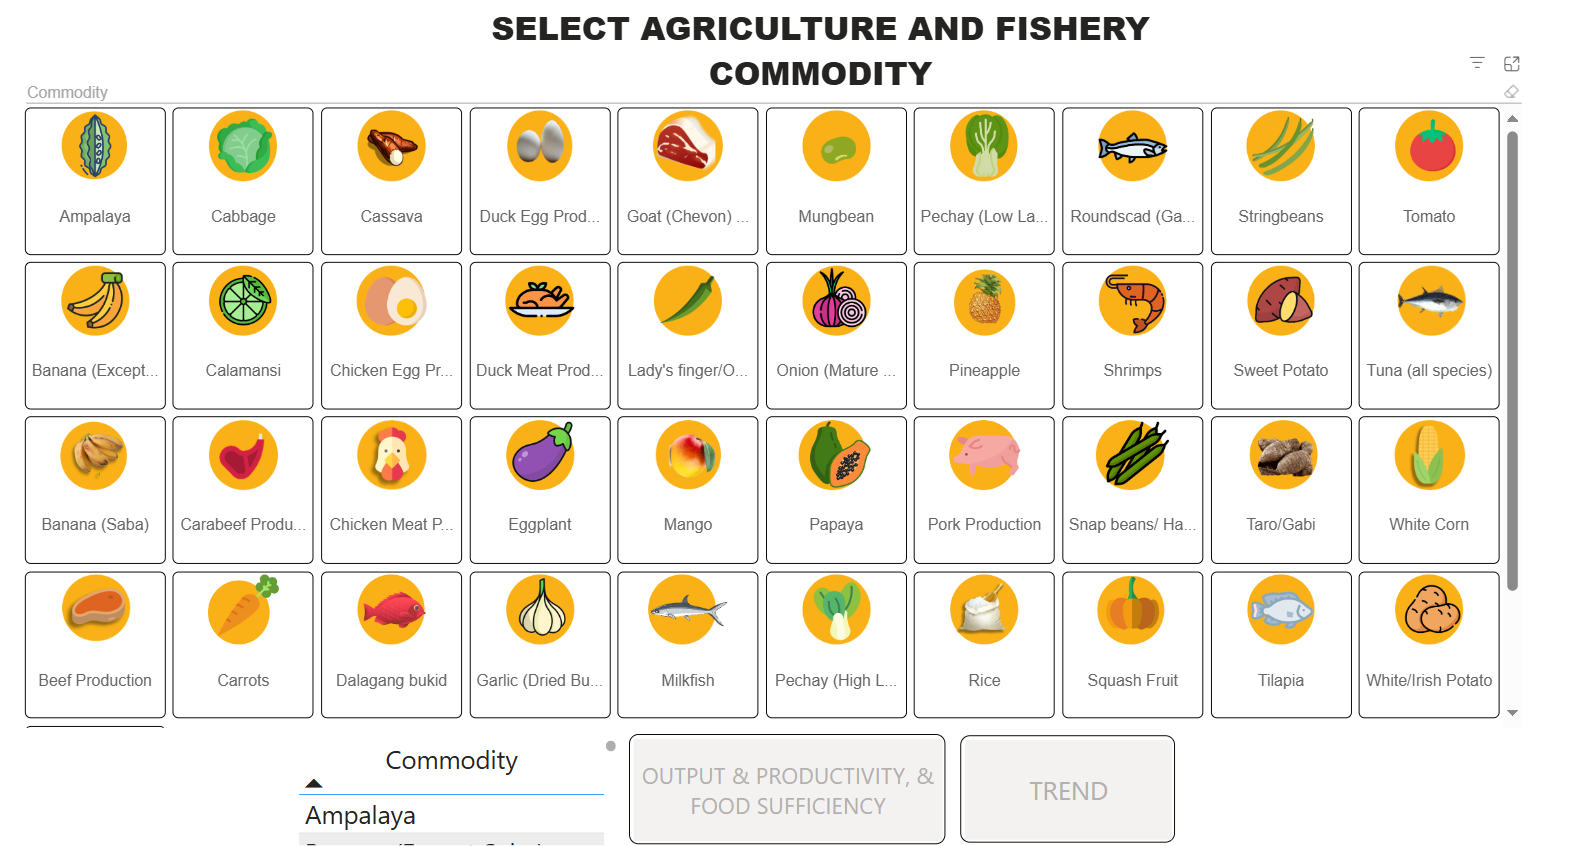 SELECT AGRICULTURE AND FISHERY
COMMODITY
Commodity
Ampalaya
Cabbage
Cassava
Duck Egg Prod...
Goat (Chevon) ...
Mungbean
Pechay (Low La...
Roundscad (Ga...
Stringbeans
Tomato
Banana (Except...
Calamansi
Chicken Egg Pr...
Duck Meat Prod...
Lady's finger/O...
Onion (Mature ...
Pineapple
Shrimps
Sweet Potato
Tuna (all species)
Banana (Saba)
Carabeef Produ...
Chicken Meat P...
Eggplant
Mango
Papaya
Pork Production
Snap beans/ Ha...
Taro/Gabi
White Corn
Beef Production
Carrots
Dalagang bukid
Garlic (Dried Bu...
Milkfish
Pechay (High L...
Rice
Squash Fruit
Tilapia
White/Irish Potato
Commodity
Ampalaya
OUTPUT & PRODUCTIVITY, &
FOOD SUFFICIENCY
TREND